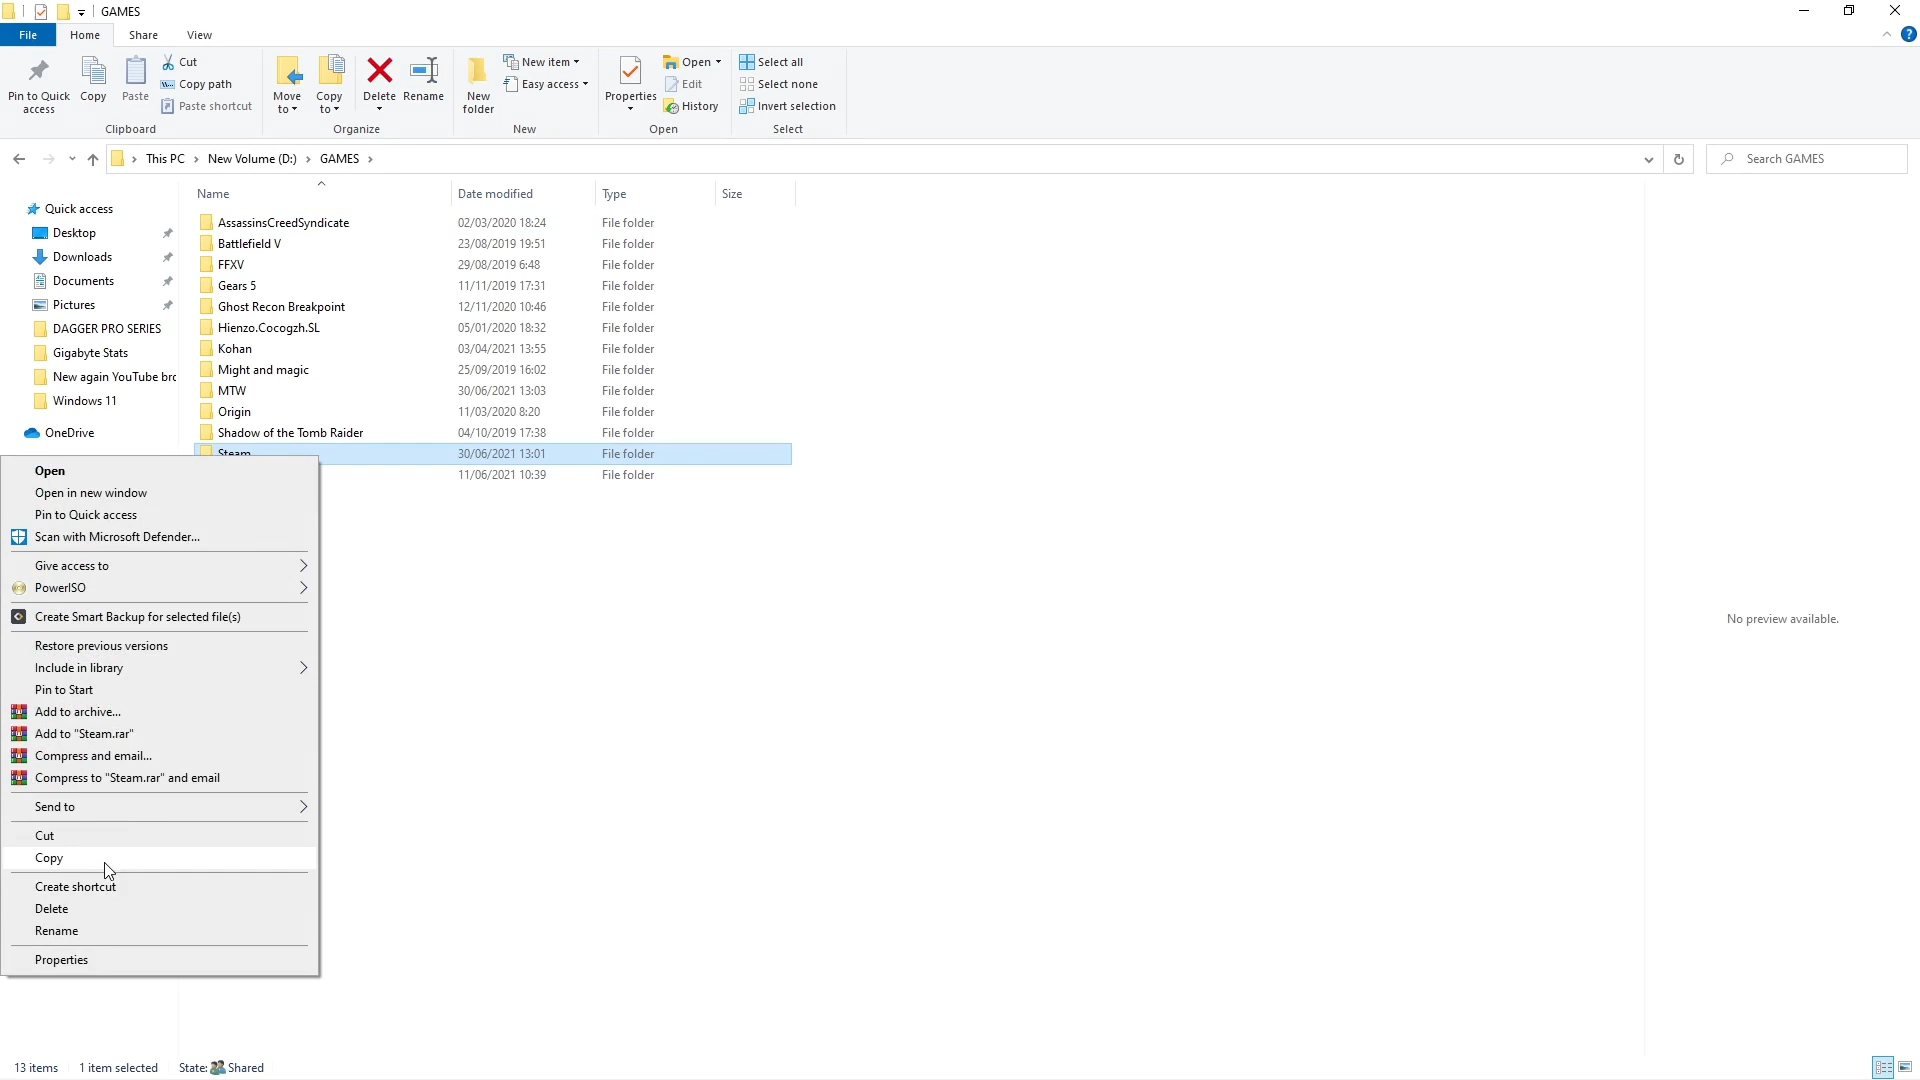 GAMES
File
Home
Share
View
Pin to Quick
access
Copy
Paste
Cut
Copy path
Paste shortcut
Clipboard
Move
to
Copy
to
Delete
Rename
Organize
New
folder
New item
Easy access
New
Properties
Open
Edit
History
Open
Select all
Select none
Invert selection
Select
This PC
New Volume (D:)
GAMES
Search GAMES
Name
Date modified
Type
Size
Quick access
Desktop
Downloads
Documents
Pictures
DAGGER PRO SERIES
Gigabyte Stats
New again YouTube bro
Windows 11
OneDrive
AssassinsCreedSyndicate 02/03/2020 18:24 File folder
Battlefield V 23/08/2019 19:51 File folder
FFXV 29/08/2019 6:48 File folder
Gears 5 11/11/2019 17:31 File folder
Ghost Recon Breakpoint 12/11/2020 10:46 File folder
Hienzo.Cocogzh.SL 05/01/2020 18:32 File folder
Kohan 03/04/2021 13:55 File folder
Might and magic 25/09/2019 16:02 File folder
MTW 30/06/2021 13:03 File folder
Origin 11/03/2020 8:20 File folder
Shadow of the Tomb Raider 04/10/2019 17:38 File folder
Steam 30/06/2021 13:01 File folder
11/06/2021 10:39 File folder
Open
Open in new window
Pin to Quick access
Scan with Microsoft Defender...
Give access to
PowerISO
Create Smart Backup for selected file(s)
Restore previous versions
Include in library
Pin to Start
Add to archive...
Add to "Steam.rar"
Compress and email...
Compress to "Steam.rar" and email
Send to
Cut
Copy
Create shortcut
Delete
Rename
Properties
No preview available.
13 items
1 item selected
State: Shared